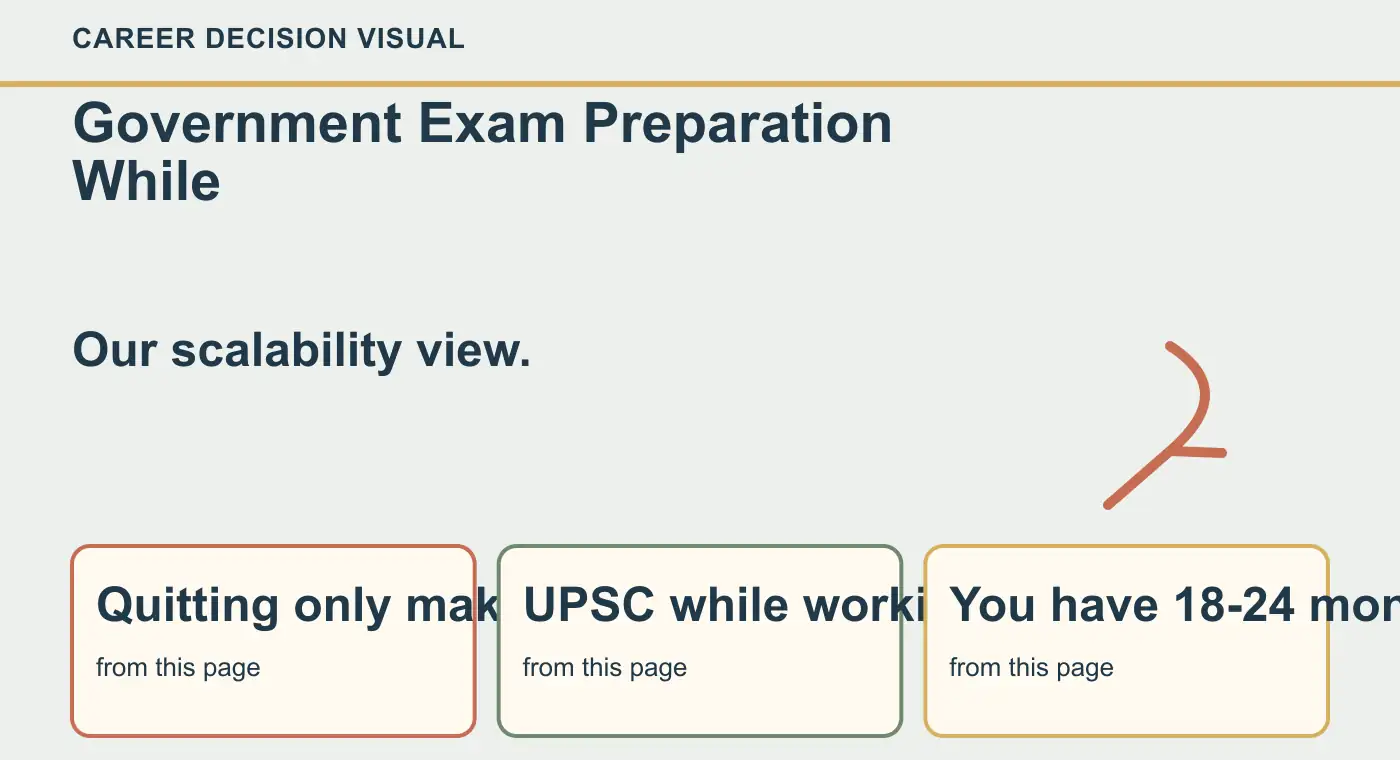 CAREER DECISION VISUAL
Government Exam Preparation
While
Our scalability view.
Quitting only mak
from this page
UPSC while worki
from this page
You have 18-24 mon
from this page